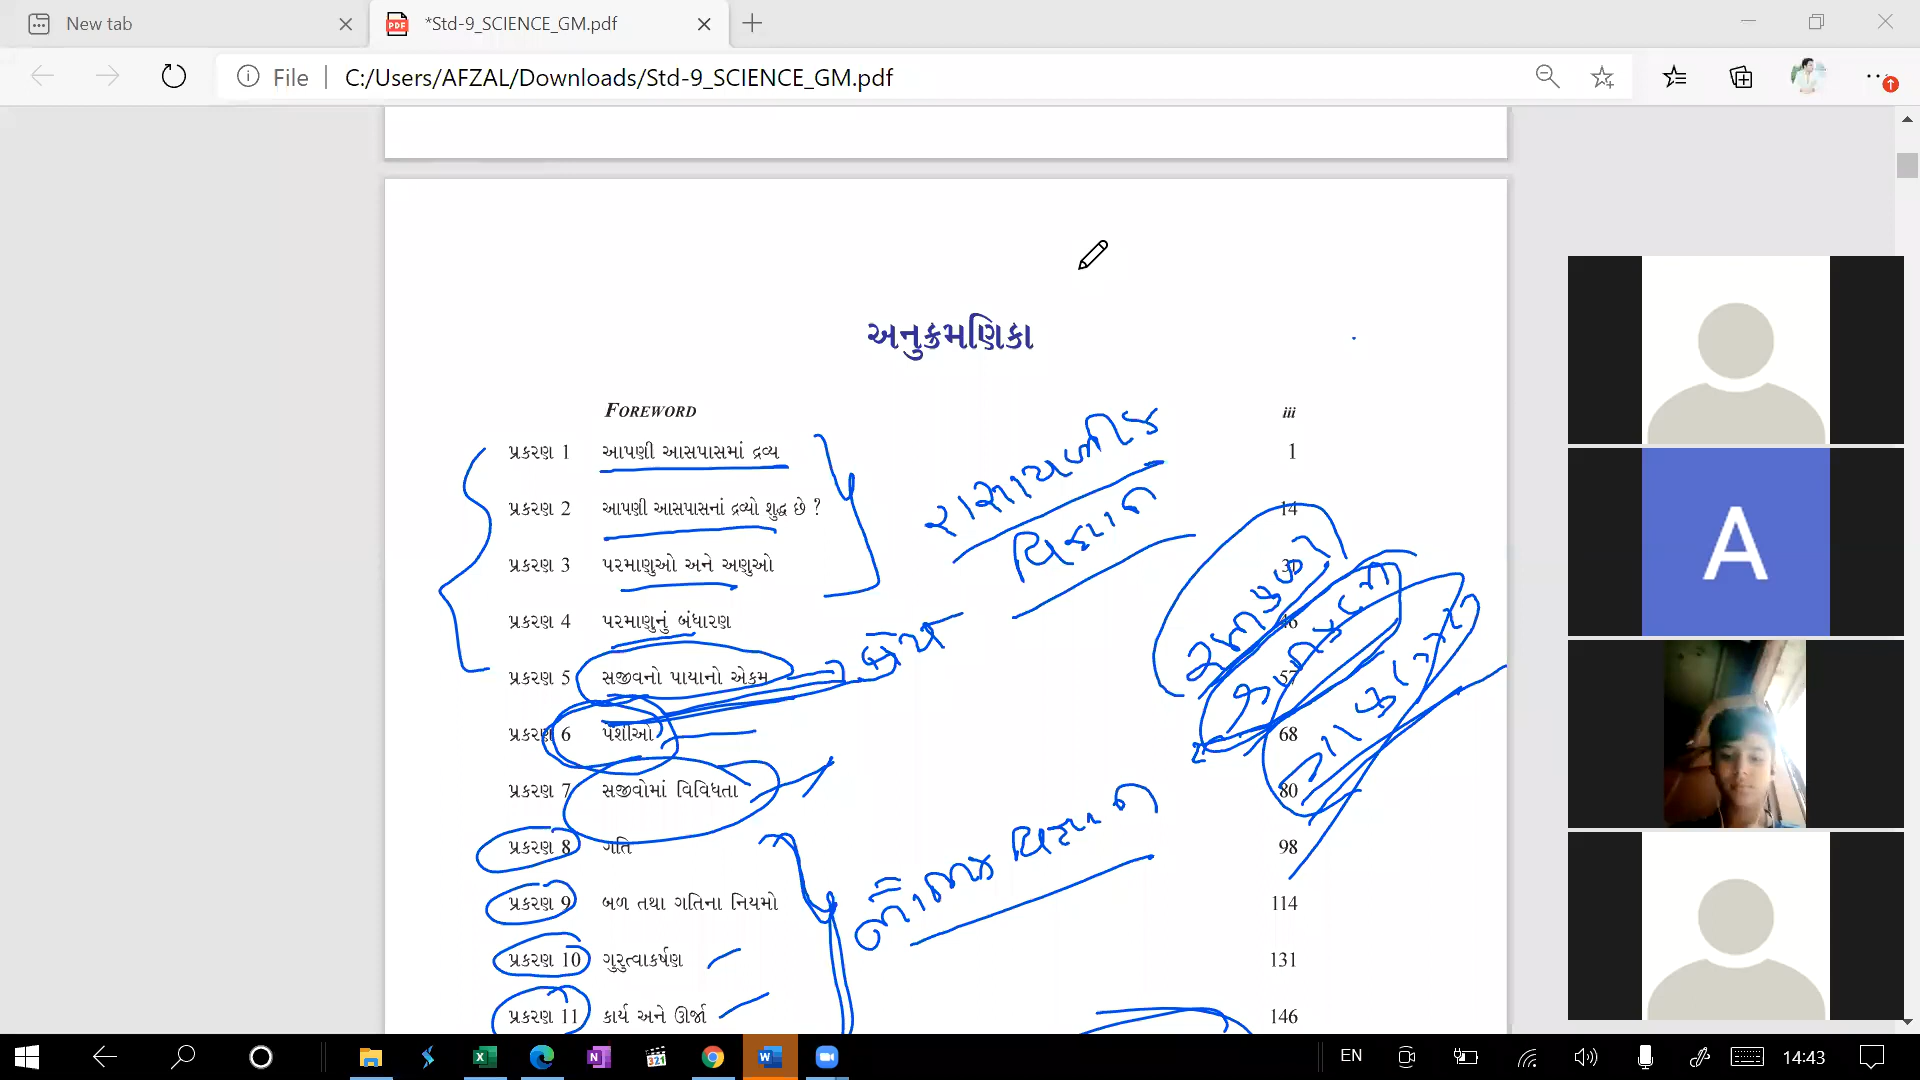 New tab
*Std-9_SCIENCE_GM.pdf
File
C:/Users/AFZAL/Downloads/Std-9_SCIENCE_GM.pdf
અનુક્રમણિકા
FOREWORD iii
પ્રકરણ 1 આપણી આસપાસમાં દ્રવ્ય 1
પ્રકરણ 2 આપણી આસપાસનાં દ્રવ્યો શુદ્ધ છે ? 14
પ્રકરણ 3 પરમાણુઓ અને અણુઓ 31
પ્રકરણ 4 પરમાણુનું બંધારણ 46
પ્રકરણ 5 સજીવનો પાયાનો એકમ 57
પ્રકરણ 6 પેશીઓ 68
પ્રકરણ 7 સજીવોમાં વિવિધતા 80
પ્રકરણ 8 ગતિ 98
પ્રકરણ 9 બળ તથા ગતિના નિયમો 114
પ્રકરણ 10 ગુરુત્વાકર્ષણ 131
પ્રકરણ 11 કાર્ય અને ઊર્જા 146
વિજ્ઞાન
વિજ્ઞાન
A
EN
14:43